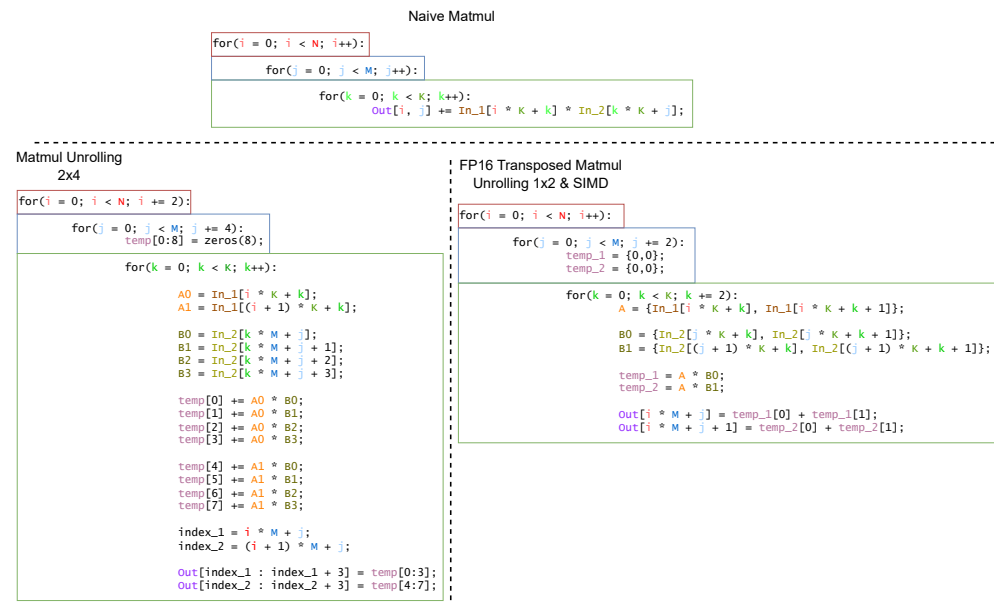 Naive Matmul
for(i = 0; i < N; i++):
for(j = 0; j < M; j++):
for(k = 0; k < K; k++):
Out[i, j] += In_1[i * K + k] * In_2[k * K + j];
Matmul Unrolling
2x4
for(i = 0; i < N; i += 2):
for(j = 0; j < M; j += 4):
temp[0:8] = zeros(8);
for(k = 0; k < K; k++):
A0 = In_1[i * K + k];
A1 = In_1[(i + 1) * K + k];
B0 = In_2[k * M + j];
B1 = In_2[k * M + j + 1];
B2 = In_2[k * M + j + 2];
B3 = In_2[k * M + j + 3];
temp[0] += A0 * B0;
temp[1] += A0 * B1;
temp[2] += A0 * B2;
temp[3] += A0 * B3;
temp[4] += A1 * B0;
temp[5] += A1 * B1;
temp[6] += A1 * B2;
temp[7] += A1 * B3;
index_1 = i * M + j;
index_2 = (i + 1) * M + j;
Out[index_1 : index_1 + 3] = temp[0:3];
Out[index_2 : index_2 + 3] = temp[4:7];
FP16 Transposed Matmul
Unrolling 1x2 & SIMD
for(i = 0; i < N; i++):
for(j = 0; j < M; j += 2):
temp_1 = {0,0};
temp_2 = {0,0};
for(k = 0; k < K; k += 2):
A = {In_1[i * K + k], In_1[i * K + k + 1]};
B0 = {In_2[j * K + k], In_2[j * K + k + 1]};
B1 = {In_2[(j + 1) * K + k], In_2[(j + 1) * K + k + 1]};
temp_1 = A * B0;
temp_2 = A * B1;
Out[i * M + j] = temp_1[0] + temp_1[1];
Out[i * M + j + 1] = temp_2[0] + temp_2[1];